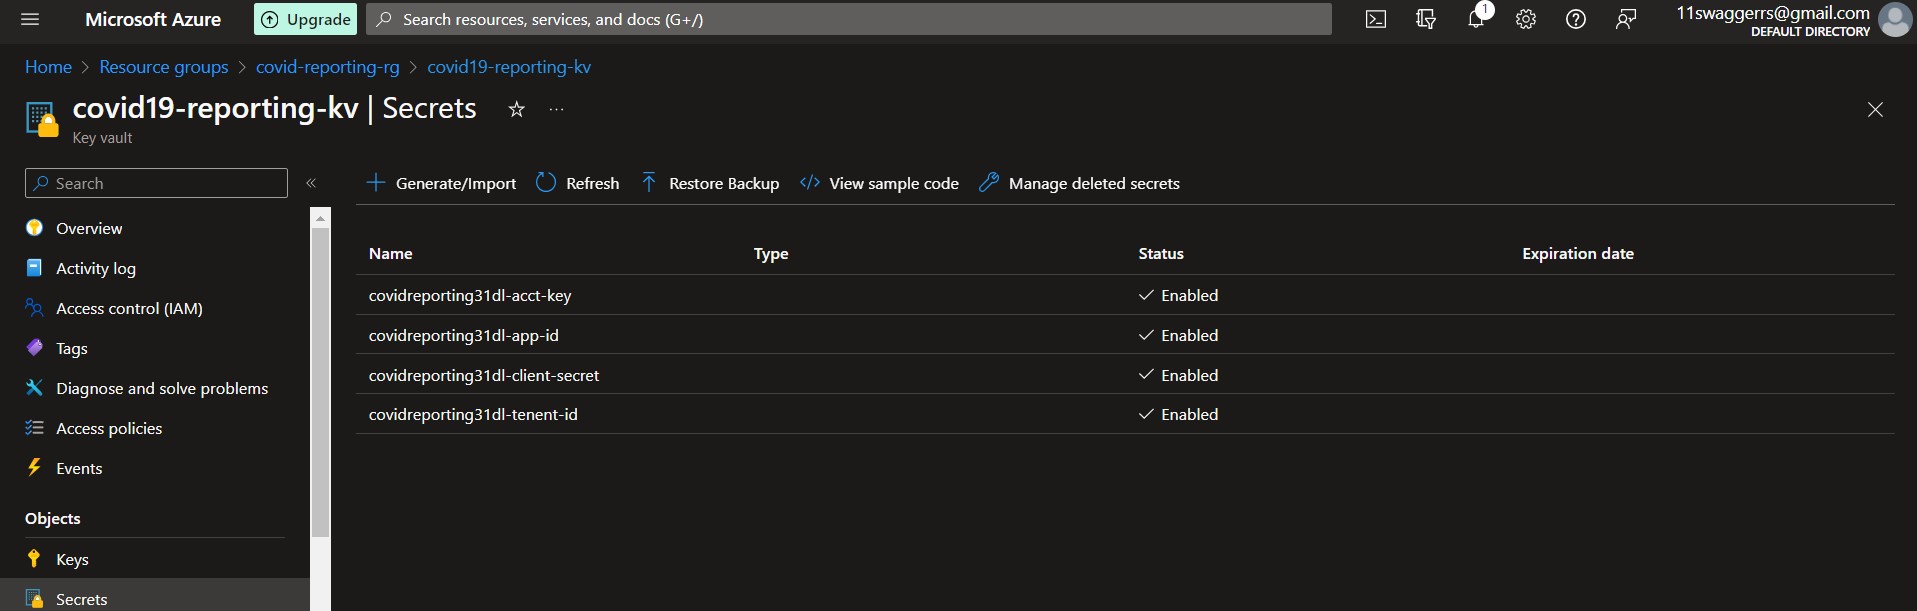 Microsoft Azure
Upgrade
Search resources, services, and docs (G+/)
1
11swaggerrs@gmail.com
DEFAULT DIRECTORY
Home > Resource groups > covid-reporting-rg > covid19-reporting-kv
covid19-reporting-kv | Secrets
Key vault
Search
Generate/Import
Refresh
Restore Backup
View sample code
Manage deleted secrets
Overview
Activity log
Access control (IAM)
Tags
Diagnose and solve problems
Access policies
Events
Objects
Keys
Secrets
Name Type Status Expiration date
covidreporting31dl-acct-key Enabled
covidreporting31dl-app-id Enabled
covidreporting31dl-client-secret Enabled
covidreporting31dl-tenent-id Enabled